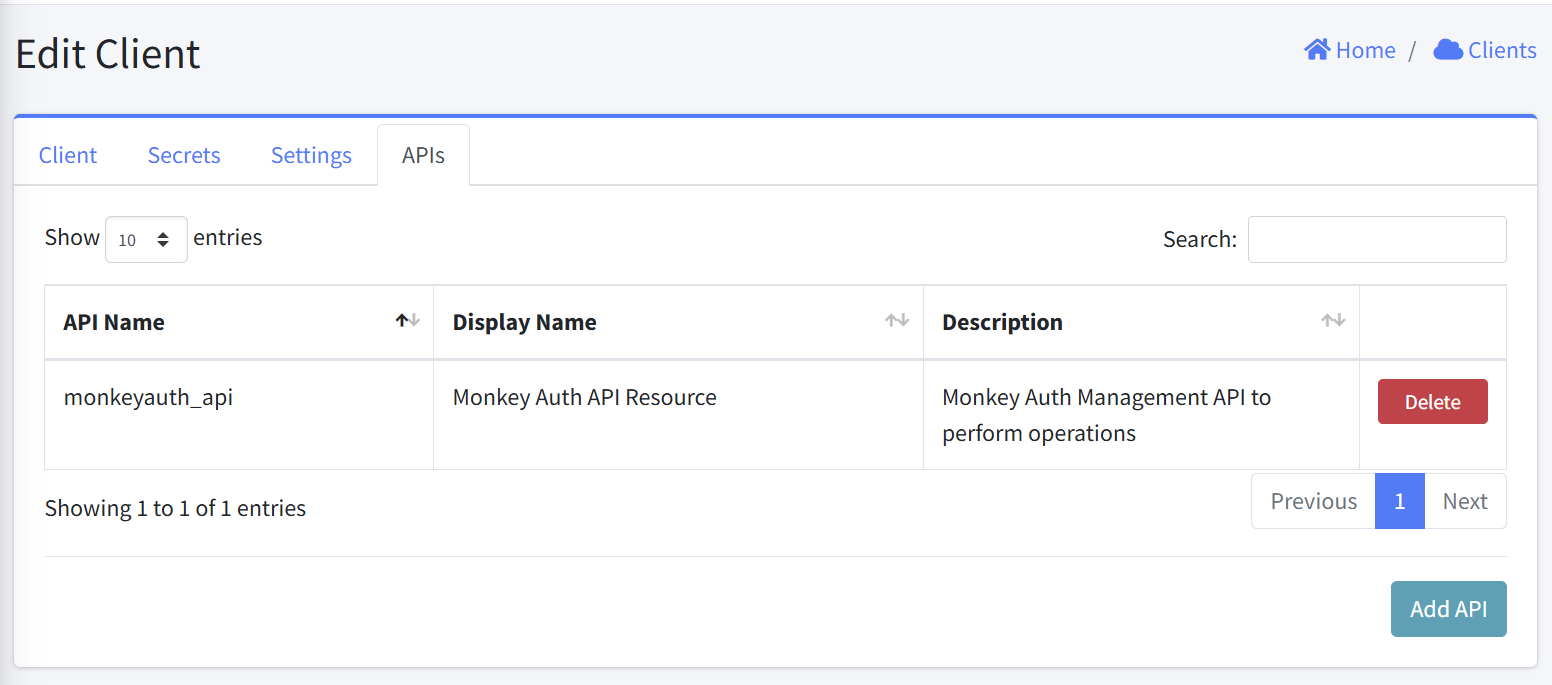 Edit Client
Home / Clients
Client Secrets Settings APIs
Show 10 entries Search:
API Name Display Name Description
monkeyauth_api Monkey Auth API Resource Monkey Auth Management API to
perform operations
Delete
Showing 1 to 1 of 1 entries
Previous 1 Next
Add API